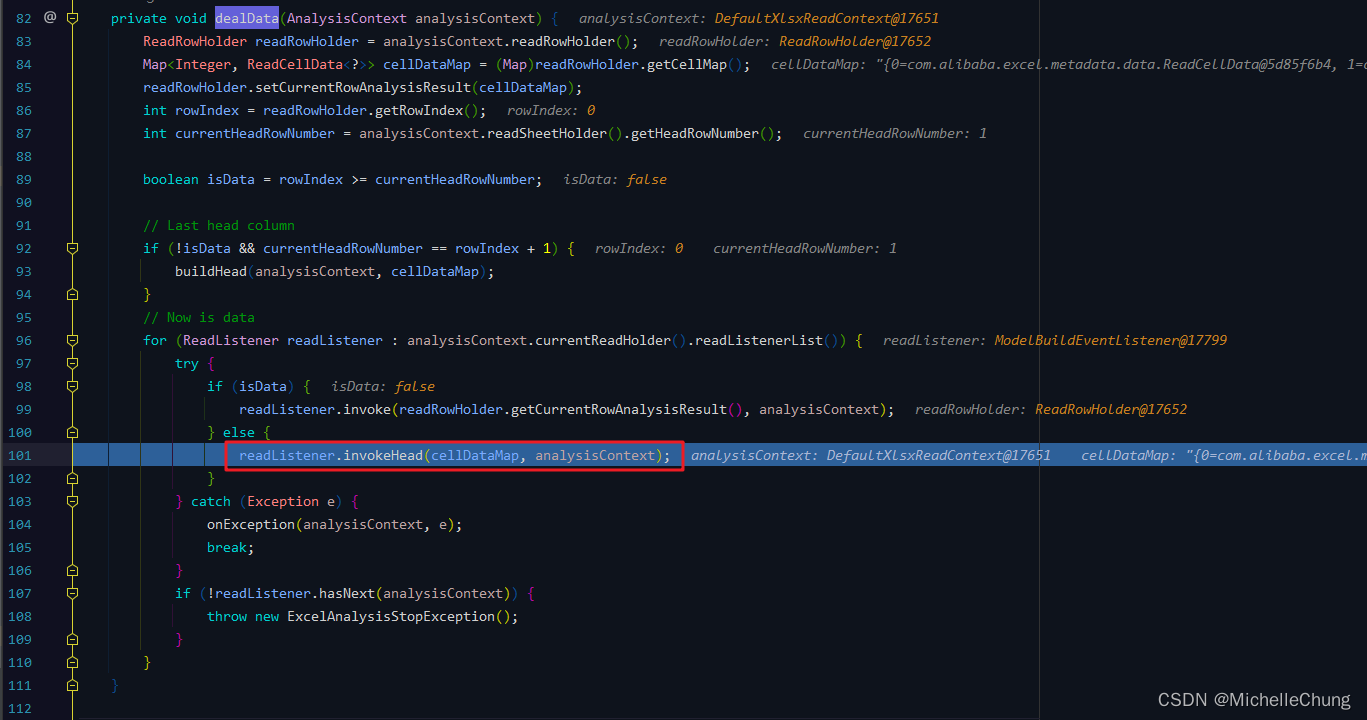 82 @ private void dealData(AnalysisContext analysisContext) { analysisContext: DefaultXlsxReadContext@17651
83 ReadRowHolder readRowHolder = analysisContext.readRowHolder(); readRowHolder: ReadRowHolder@17652
84 Map<Integer, ReadCellData<?>> cellDataMap = (Map)readRowHolder.getCellMap(); cellDataMap: "{0=com.alibaba.excel.metadata.data.ReadCellData@5d85f6b4, 1=c
85 readRowHolder.setCurrentRowAnalysisResult(cellDataMap);
86 int rowIndex = readRowHolder.getRowIndex(); rowIndex: 0
87 int currentHeadRowNumber = analysisContext.readSheetHolder().getHeadRowNumber(); currentHeadRowNumber: 1
88
89 boolean isData = rowIndex >= currentHeadRowNumber; isData: false
90
91 // Last head column
92 if (!isData && currentHeadRowNumber == rowIndex + 1) { rowIndex: 0 currentHeadRowNumber: 1
93 buildHead(analysisContext, cellDataMap);
94 }
95 // Now is data
96 for (ReadListener readListener : analysisContext.currentReadHolder().readListenerList()) { readListener: ModelBuildEventListener@17799
97 try {
98 if (isData) { isData: false
99 readListener.invoke(readRowHolder.getCurrentRowAnalysisResult(), analysisContext); readRowHolder: ReadRowHolder@17652
100 } else {
101 readListener.invokeHead(cellDataMap, analysisContext); analysisContext: DefaultXlsxReadContext@17651 cellDataMap: "{0=com.alibaba.excel.m
102 }
103 } catch (Exception e) {
104 onException(analysisContext, e);
105 break;
106 }
107 if (!readListener.hasNext(analysisContext)) {
108 throw new ExcelAnalysisStopException();
109 }
110 }
111 }
112
CSDN @MichelleChung